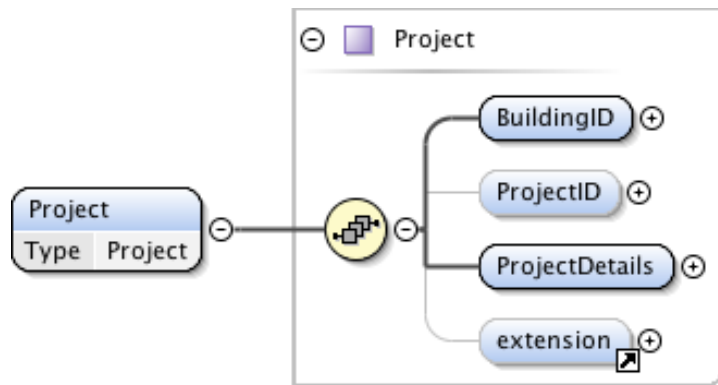 Project
BuildingID
ProjectID
Project
Type Project
ProjectDetails
extension